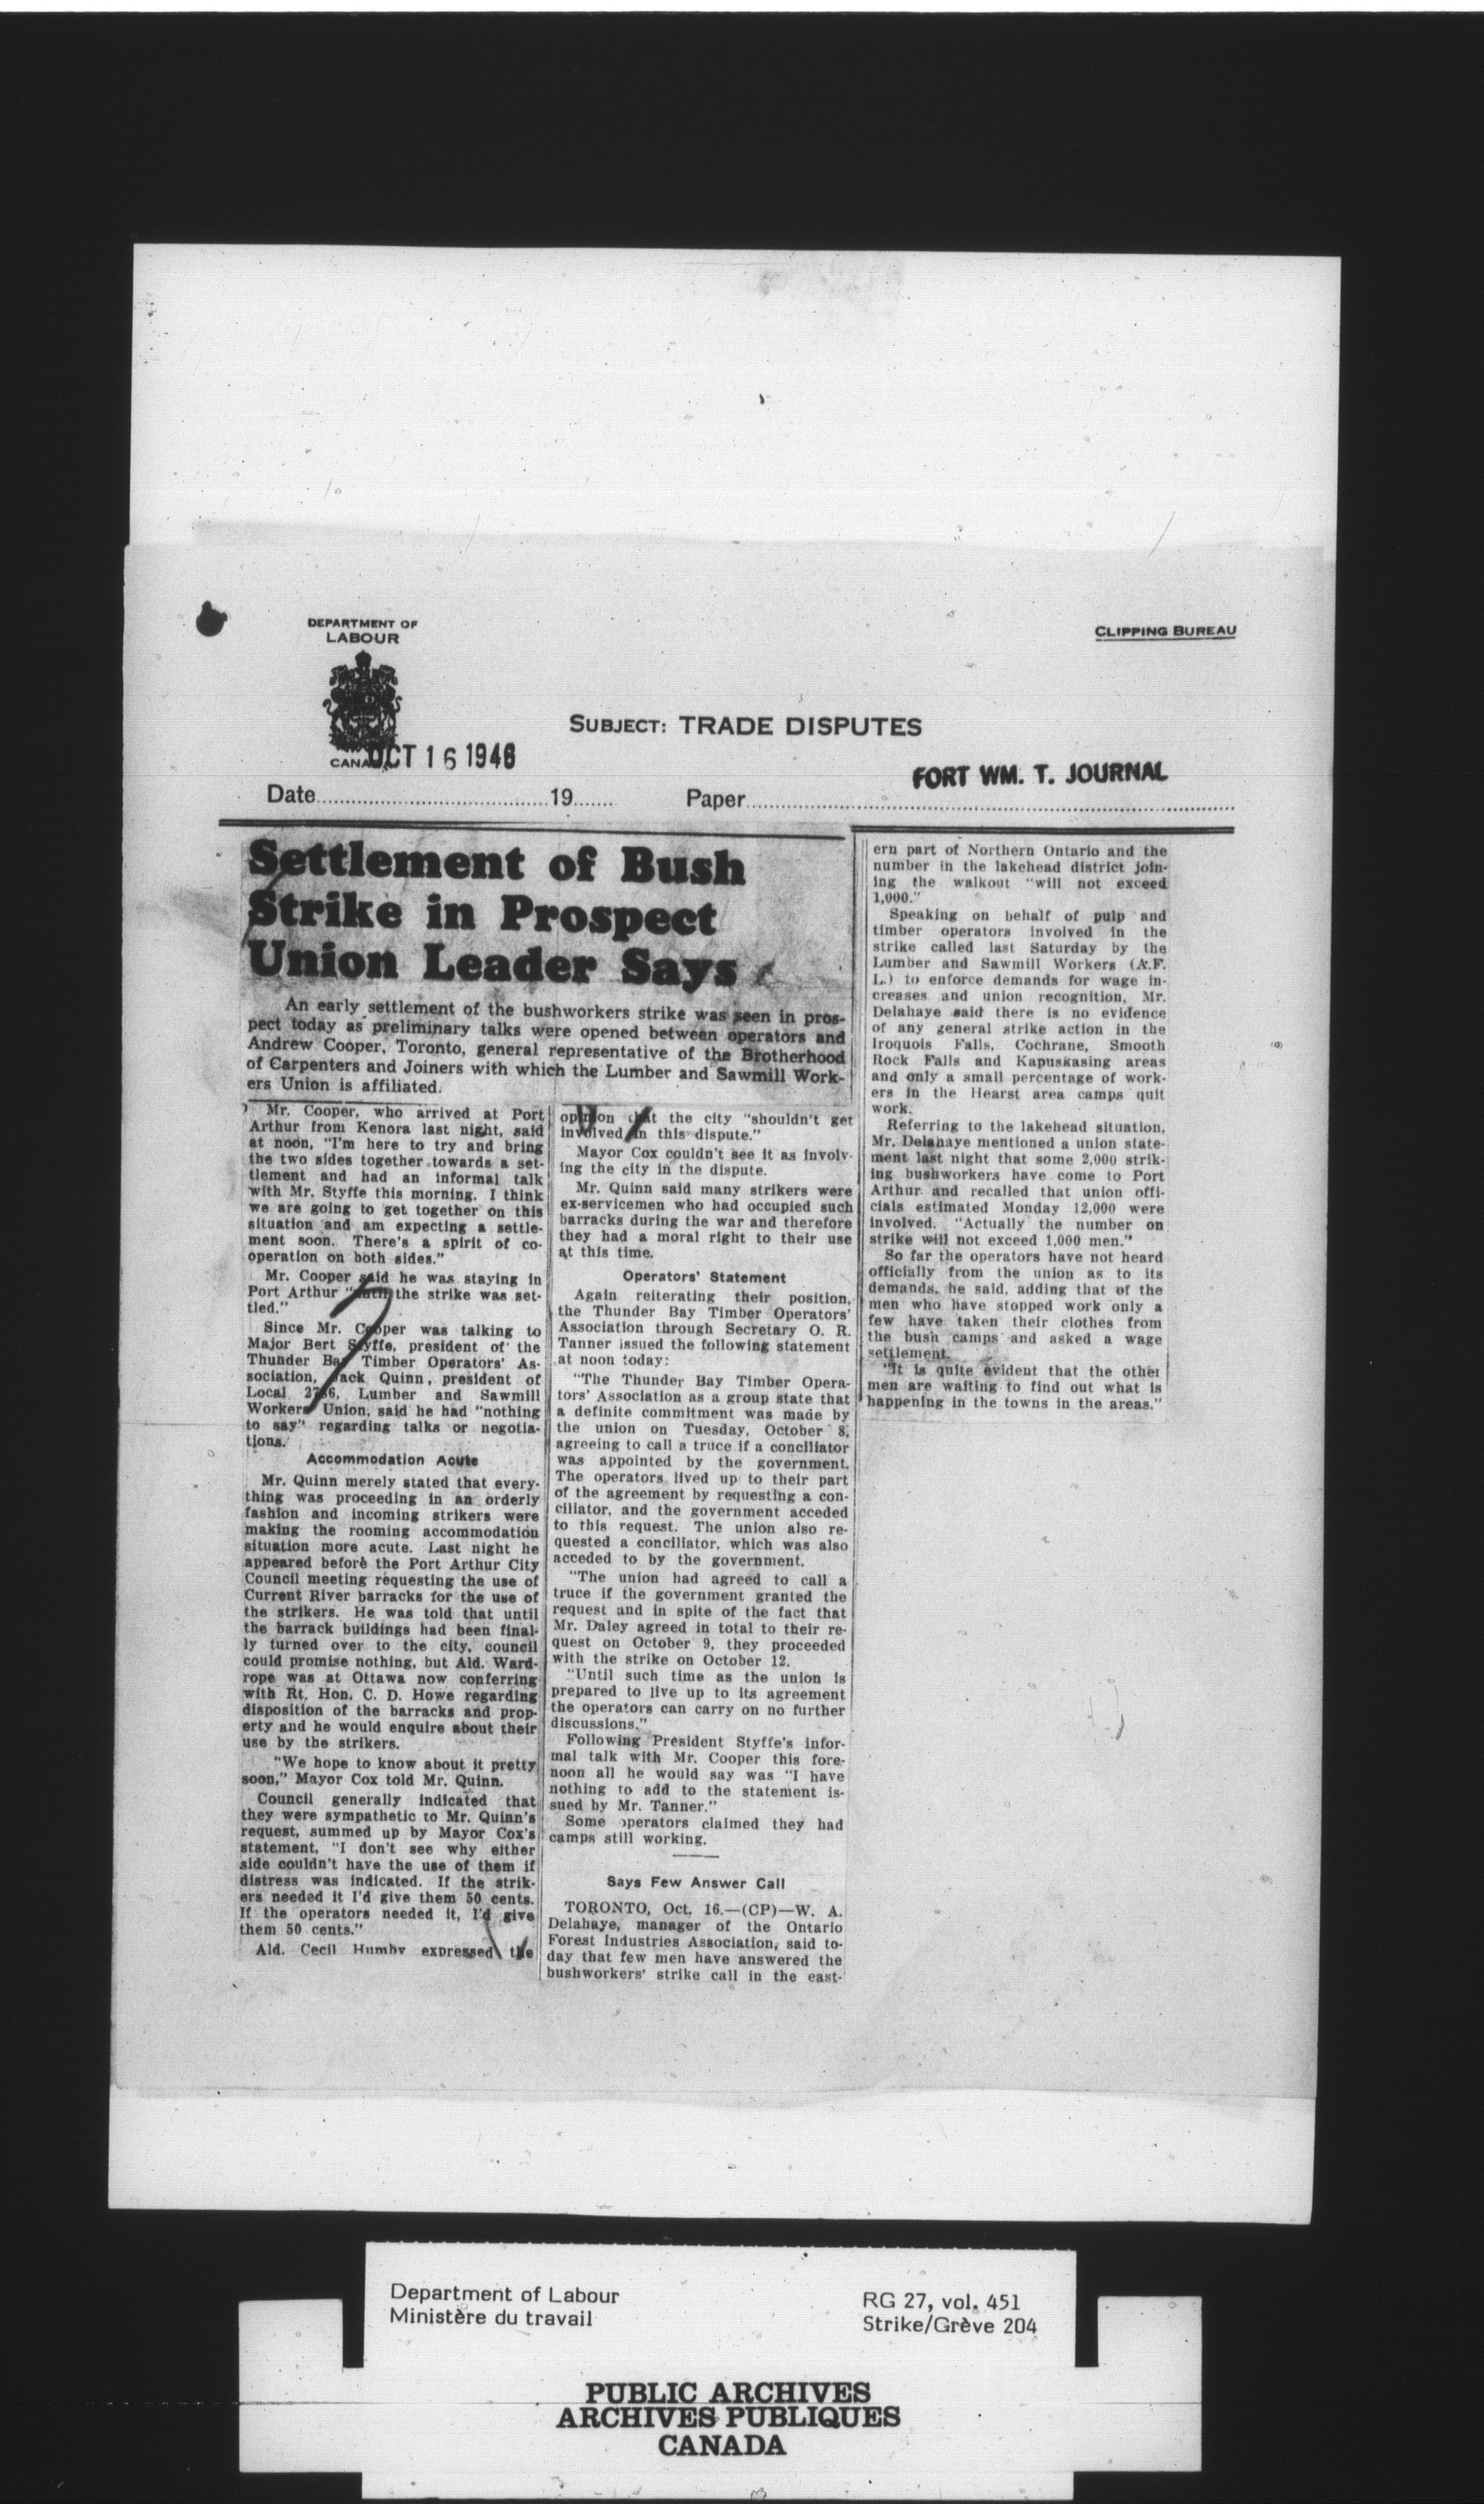 DEPARTMENT OF
LABOUR
CLIPPING BUREAU
SUBJECT: TRADE DISPUTES
CANADA
OCT 16 1946
FORT WM. T. JOURNAL
Date 19
Paper
Settlement of Bush
Strike in Prospect
Union Leader Says
An early settlement of the bushworkers strike was seen in pros-
pect today as preliminary talks were opened between operators and
Andrew Cooper, Toronto, general representative of the Brotherhood
of Carpenters and Joiners with which the Lumber and Sawmill Work-
ers Union is affiliated.
Mr. Cooper, who arrived at Port
Arthur from Kenora last night, said
at noon, "I'm here to try and bring
the two sides together towards a set-
tlement and had an informal talk
with Mr. Styffe this morning. I think
we are going to get together on this
situation and am expecting a settle-
ment soon. There's a spirit of co-
operation on both sides."
Mr. Cooper said he was staying in
Port Arthur "until the strike was set-
tled."
Since Mr. Cooper was talking to
Major Bert Styffe, president of the
Thunder Bay Timber Operators' As-
sociation, Jack Quinn, president of
Local 2786, Lumber and Sawmill
Workers Union, said he had "nothing
to say" regarding talks or negotia-
tions.
Accommodation Acute
Mr. Quinn merely stated that every-
thing was proceeding in an orderly
fashion and incoming strikers were
making the rooming accommodation
situation more acute. Last night he
appeared before the Port Arthur City
Council meeting requesting the use of
Current River barracks for the use of
the strikers. He was told that until
the barrack buildings had been final-
ly turned over to the city, council
could promise nothing, but Ald. Ward-
rope was at Ottawa now conferring
with Rt. Hon. C. D. Howe regarding
disposition of the barracks and prop-
erty and he would enquire about their
use by the strikers.
"We hope to know about it pretty
soon," Mayor Cox told Mr. Quinn.
Council generally indicated that
they were sympathetic to Mr. Quinn's
request, summed up by Mayor Cox's
statement, "I don't see why either
side couldn't have the use of them if
distress was indicated. If the strik-
ers needed it I'd give them 50 cents.
If the operators needed it, I'd give
them 50 cents."
Ald. Cecil Humby expressed the
opinion that the city "shouldn't get
involved in this dispute."
Mayor Cox couldn't see it as involv-
ing the city in the dispute.
Mr. Quinn said many strikers were
ex-servicemen who had occupied such
barracks during the war and therefore
they had a moral right to their use
at this time.
Operators' Statement
Again reiterating their position,
the Thunder Bay Timber Operators'
Association through Secretary O. R.
Tanner issued the following statement
at noon today:
"The Thunder Bay Timber Opera-
tors' Association as a group state that
a definite commitment was made by
the union on Tuesday, October 8,
agreeing to call a truce if a conciliator
was appointed by the government.
The operators lived up to their part
of the agreement by requesting a con-
ciliator, and the government acceded
to this request. The union also re-
quested a conciliator, which was also
acceded to by the government.
"The union had agreed to call a
truce if the government granted the
request and in spite of the fact that
Mr. Daley agreed in total to their re-
quest on October 9, they proceeded
with the strike on October 12.
"Until such time as the union is
prepared to live up to its agreement
the operators can carry on no further
discussions."
Following President Styffe's infor-
mal talk with Mr. Cooper this fore-
noon all he would say was "I have
nothing to add to the statement is-
sued by Mr. Tanner."
Some operators claimed they had
camps still working.
Says Few Answer Call
TORONTO, Oct. 16.—(CP)—W. A.
Delahaye, manager of the Ontario
Forest Industries Association, said to-
day that few men have answered the
bushworkers' strike call in the east-
ern part of Northern Ontario and the
number in the lakehead district join-
ing the walkout "will not exceed
1,000."
Speaking on behalf of pulp and
timber operators involved in the
strike called last Saturday by the
Lumber and Sawmill Workers (A.F.
L.) to enforce demands for wage in-
creases and union recognition, Mr.
Delahaye said there is no evidence
of any general strike action in the
Iroquois Falls, Cochrane, Smooth
Rock Falls and Kapuskasing areas
and only a small percentage of work-
ers in the Hearst area camps quit
work.
Referring to the lakehead situation,
Mr. Delahaye mentioned a union state-
ment last night that some 2,000 strik-
ing bushworkers have come to Port
Arthur and recalled that union offi-
cials estimated Monday 12,000 were
involved. "Actually the number on
strike will not exceed 1,000 men."
So far the operators have not heard
officially from the union as to its
demands, he said, adding that of the
men who have stopped work only a
few have taken their clothes from
the bush camps and asked a wage
settlement.
"It is quite evident that the other
men are waiting to find out what is
happening in the towns in the areas."
Department of Labour
Ministère du travail
RG 27, vol. 451
Strike/Grève 204
PUBLIC ARCHIVES
ARCHIVES PUBLIQUES
CANADA